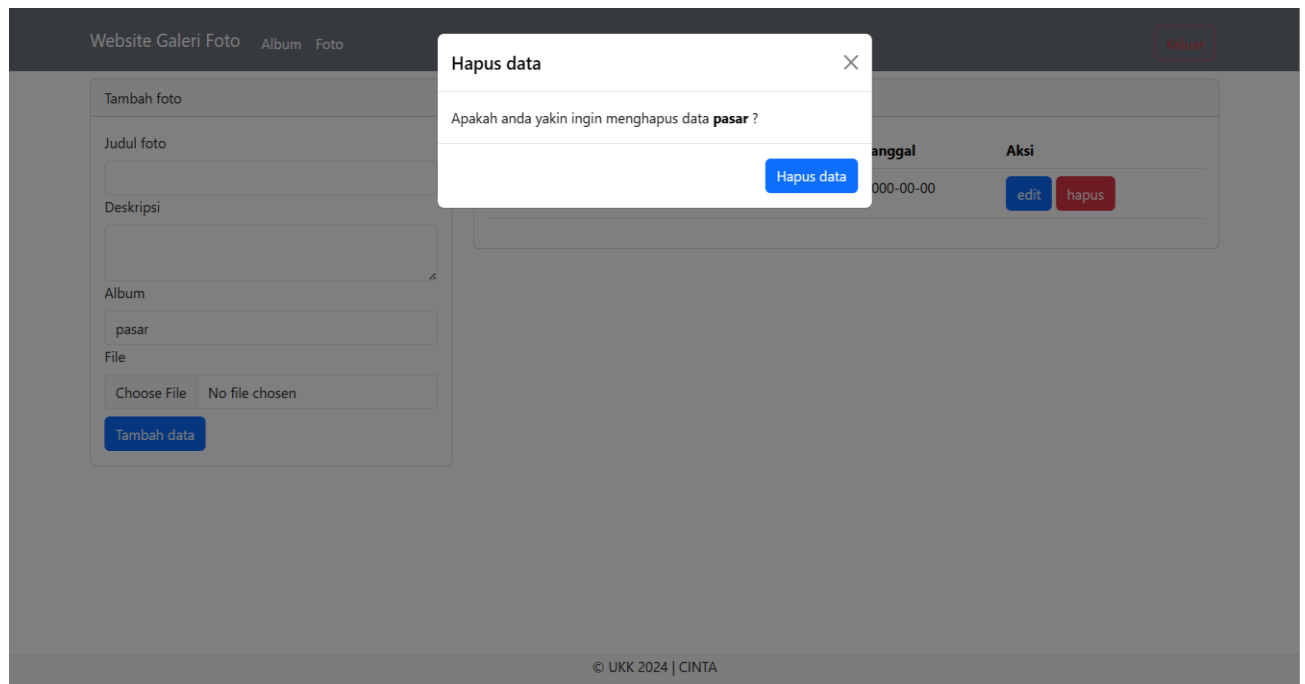 Website Galeri Foto Album Foto Keluar
Hapus data
Apakah anda yakin ingin menghapus data pasar ?
Hapus data
Tambah foto
Judul foto
Deskripsi
Album
pasar
File
Choose File No file chosen
Tambah data
anggal Aksi
000-00-00 edit hapus
© UKK 2024 | CINTA